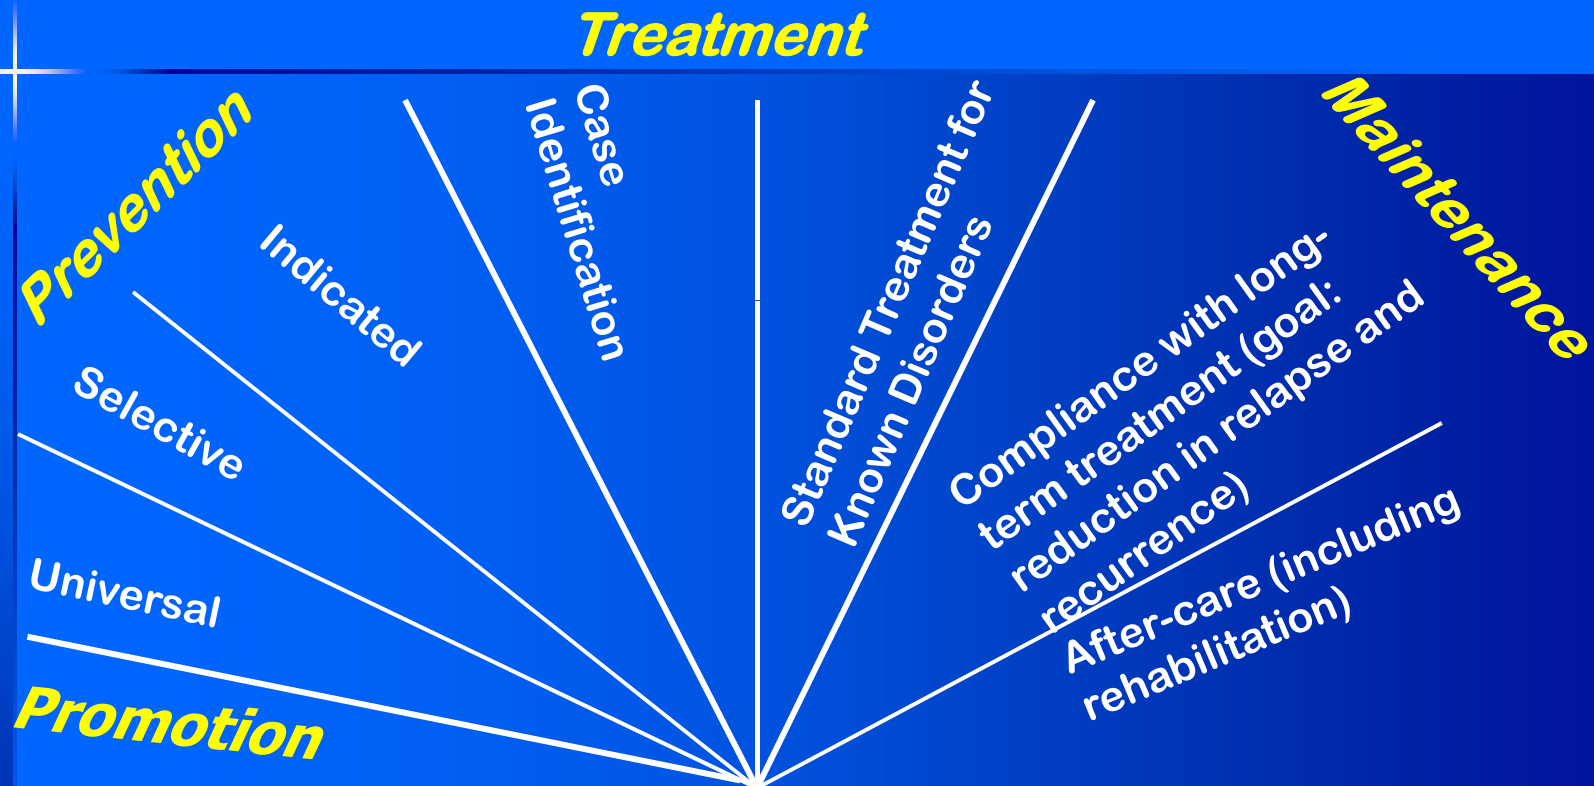 Treatment
Prevention
Maintenance
Promotion
Universal
Selective
Indicated
Case
Identification
Standard Treatment for
Known Disorders
Compliance with long-
term treatment (goal:
reduction in relapse and
recurrence)
After-care (including
rehabilitation)